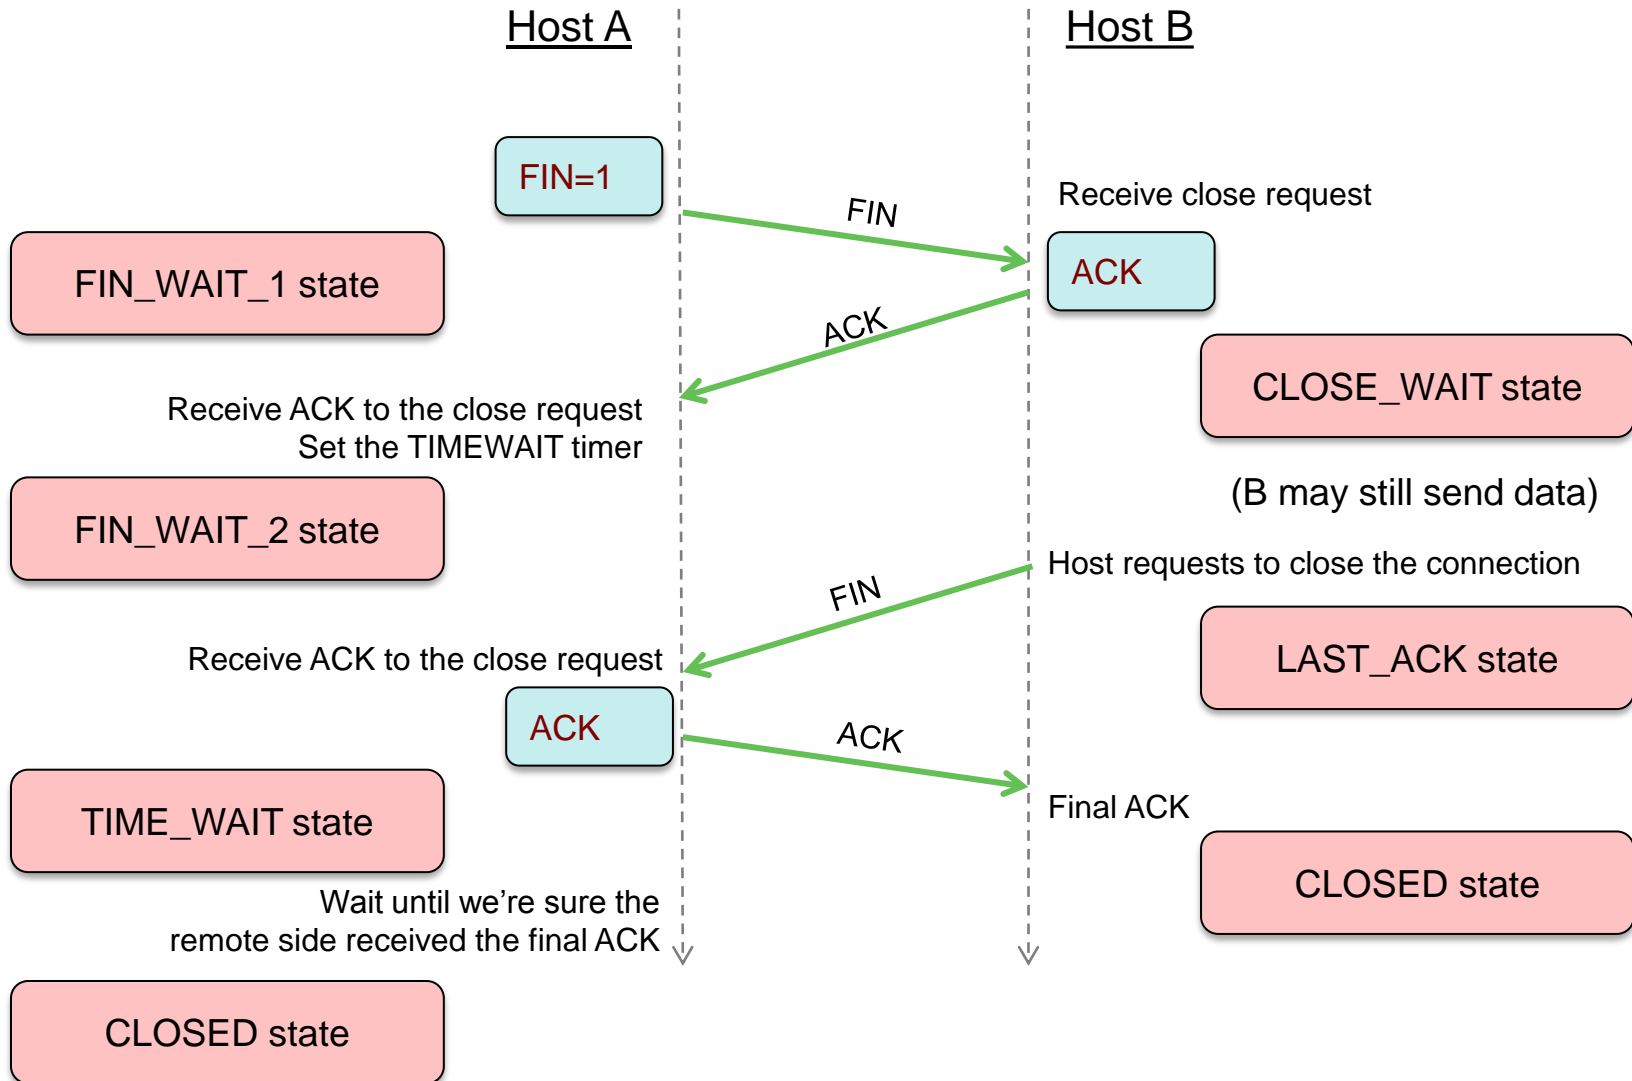 Host A
Host B
FIN=1
FIN
Receive close request
FIN_WAIT_1 state
ACK
ACK
CLOSE_WAIT state
Receive ACK to the close request
Set the TIMEWAIT timer
FIN_WAIT_2 state
(B may still send data)
Host requests to close the connection
FIN
Receive ACK to the close request
LAST_ACK state
ACK
ACK
TIME_WAIT state
Final ACK
CLOSED state
Wait until we’re sure the
remote side received the final ACK
CLOSED state